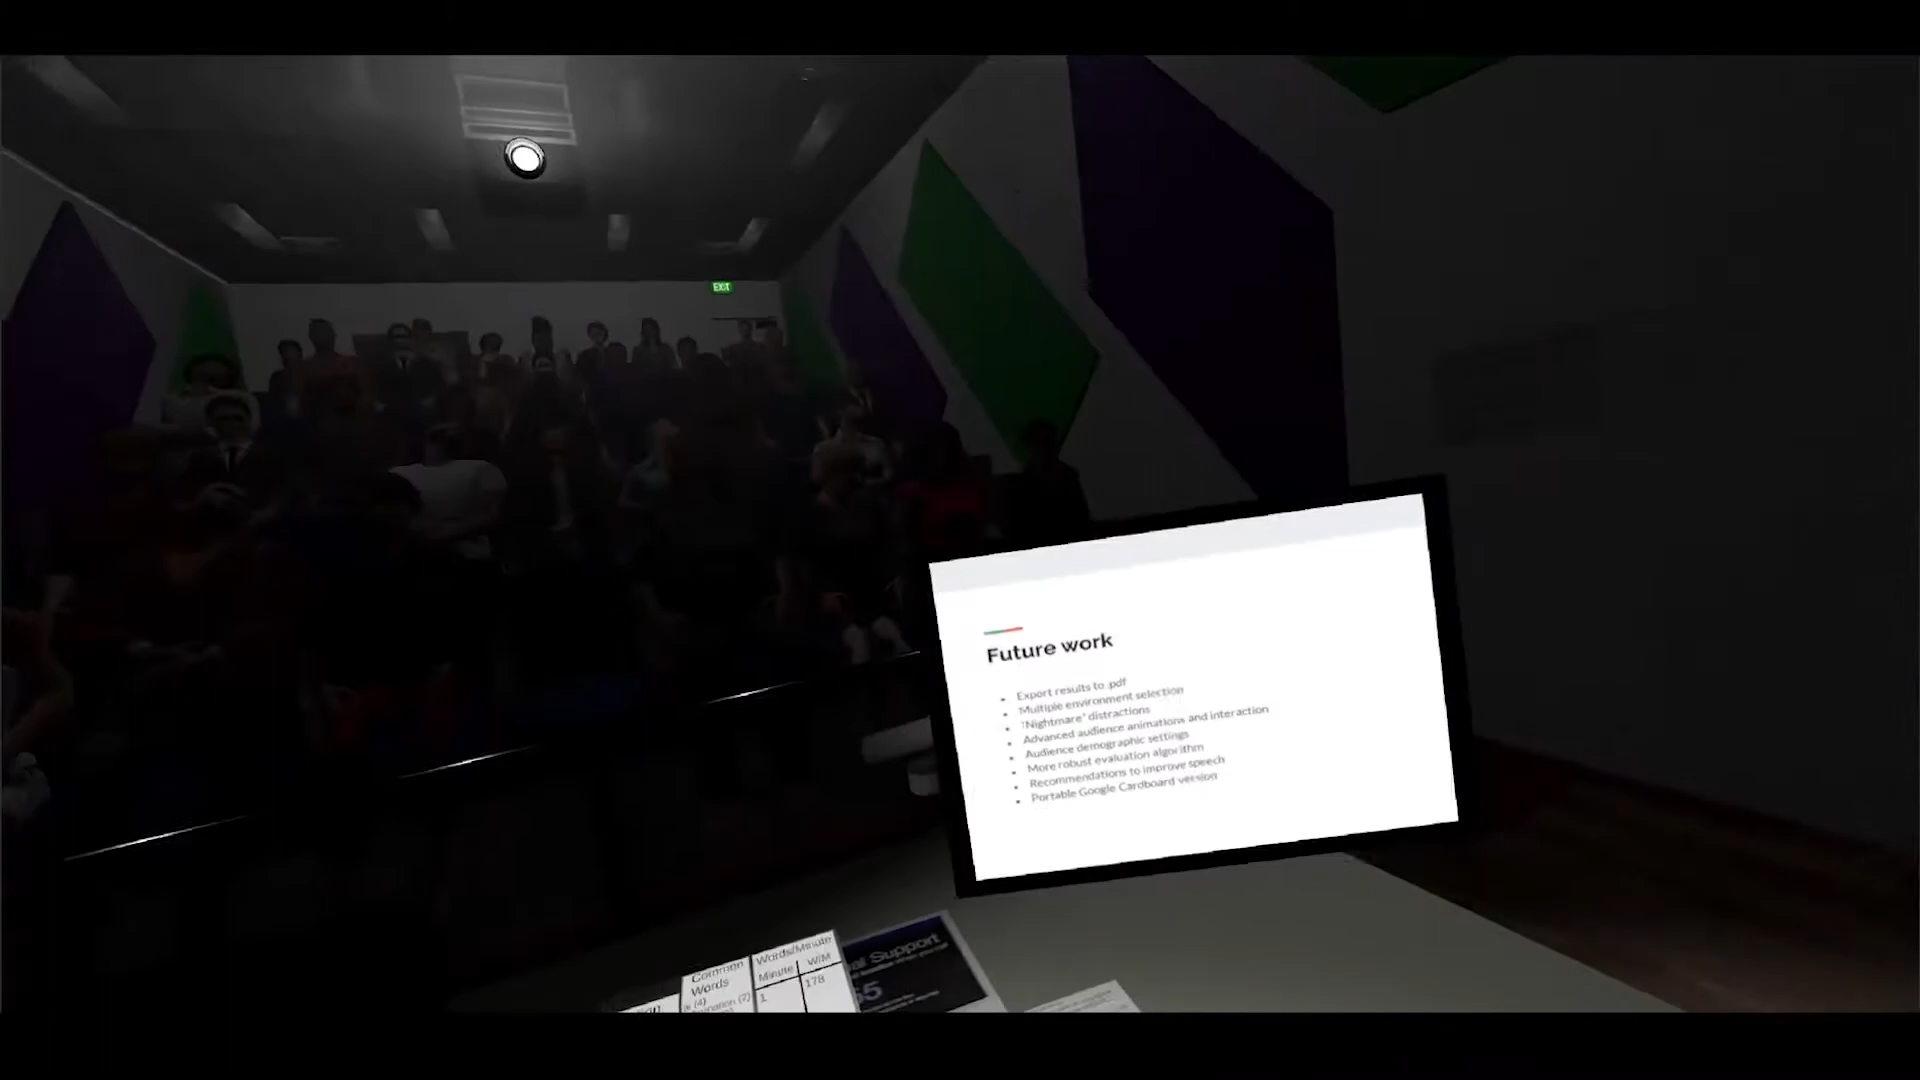 EXIT
Future work
Export results to .pdf
Multiple environment selection
"Nightmare" distractions
Advanced audience animations and interaction
Audience demographic settings
More robust evaluation algorithm
Recommendations to improve speech
Portable Google Cardboard version
Common
Words
Words/Minute
Minute
W/M
1
178
al Support